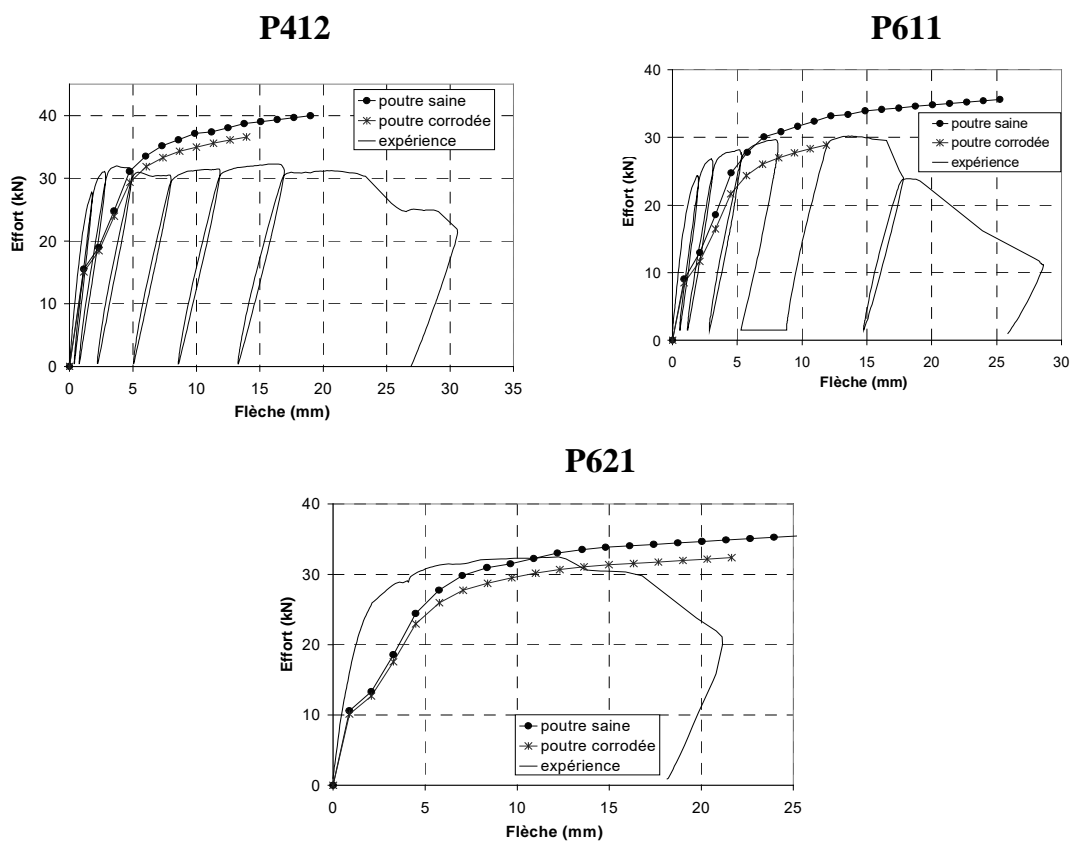 P412
Effort (kN)
40
30
20
10
0
poutre saine
poutre corrodée
expérience
0 5 10 15 20 25 30 35
Flèche (mm)
P611
Effort (kN)
40
30
20
10
0
poutre saine
poutre corrodée
expérience
0 5 10 15 20 25 30
Flèche (mm)
P621
Effort (kN)
40
30
20
10
0
poutre saine
poutre corrodée
expérience
0 5 10 15 20 25
Flèche (mm)